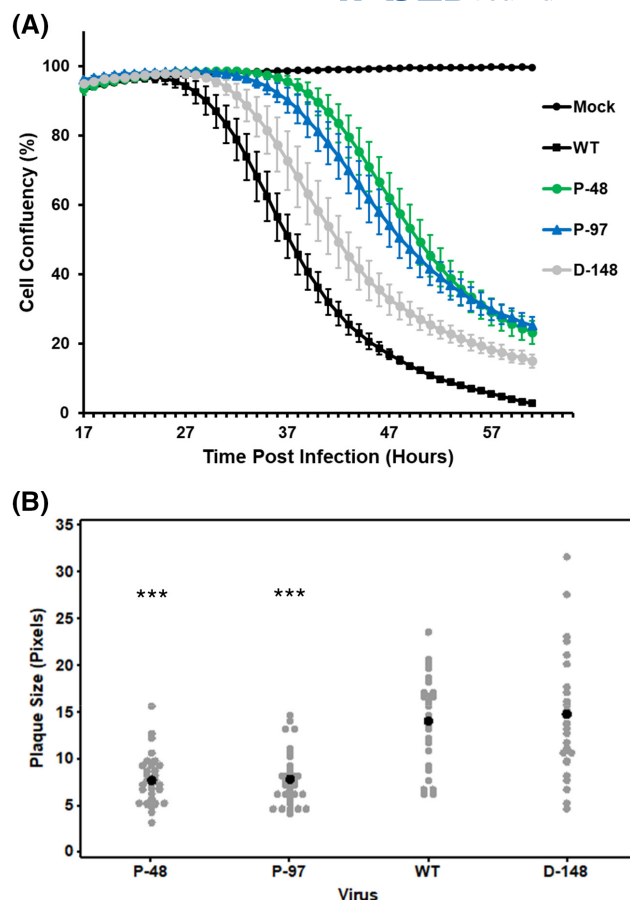 (A)
100
80
60
40
20
0
Cell Confluency (%)
17 27 37 47 57
Time Post Infection (Hours)
Mock
WT
P-48
P-97
D-148
(B)
35
30
25
20
15
10
5
0
Plaque Size (Pixels)
*** ***
P-48 P-97 WT D-148
Virus